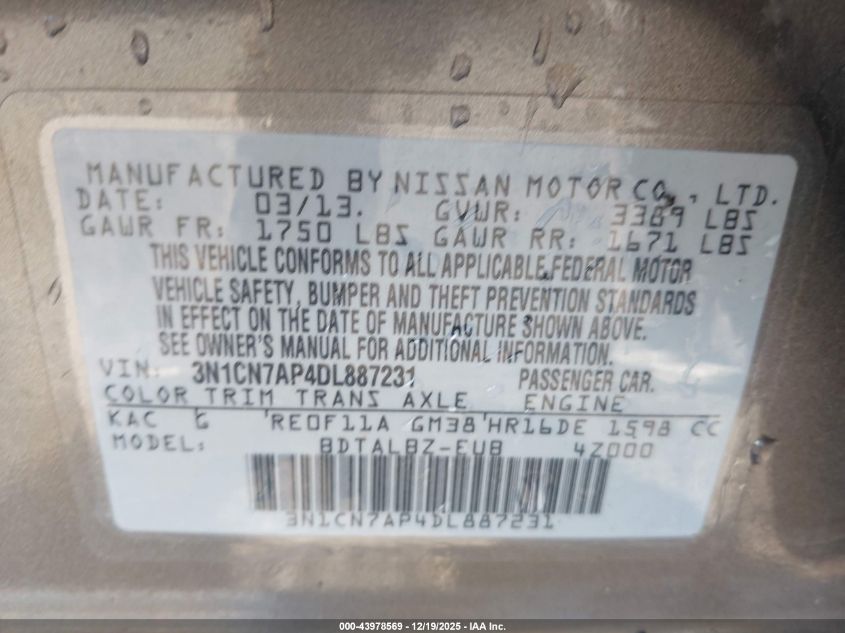 MANUFACTURED BY NISSAN MOTOR CO., LTD.
DATE: 03/13. GVWR: 3389 LBS
GAWR FR: 1750 LBS GAWR RR: 1671 LBS
THIS VEHICLE CONFORMS TO ALL APPLICABLE FEDERAL MOTOR
VEHICLE SAFETY, BUMPER AND THEFT PREVENTION STANDARDS
IN EFFECT ON THE DATE OF MANUFACTURE SHOWN ABOVE.
SEE OWNER'S MANUAL FOR ADDITIONAL INFORMATION.
VIN: 3N1CN7AP4DL887231 PASSENGER CAR.
COLOR TRIM TRANS AXLE ENGINE
KAC G RE0F11A GM38 HR16DE 1598 CC
MODEL: BDTALBZ-EUB 4Z000
3N1CN7AP4DL887231
000-43978569 - 12/19/2025 - IAA Inc.